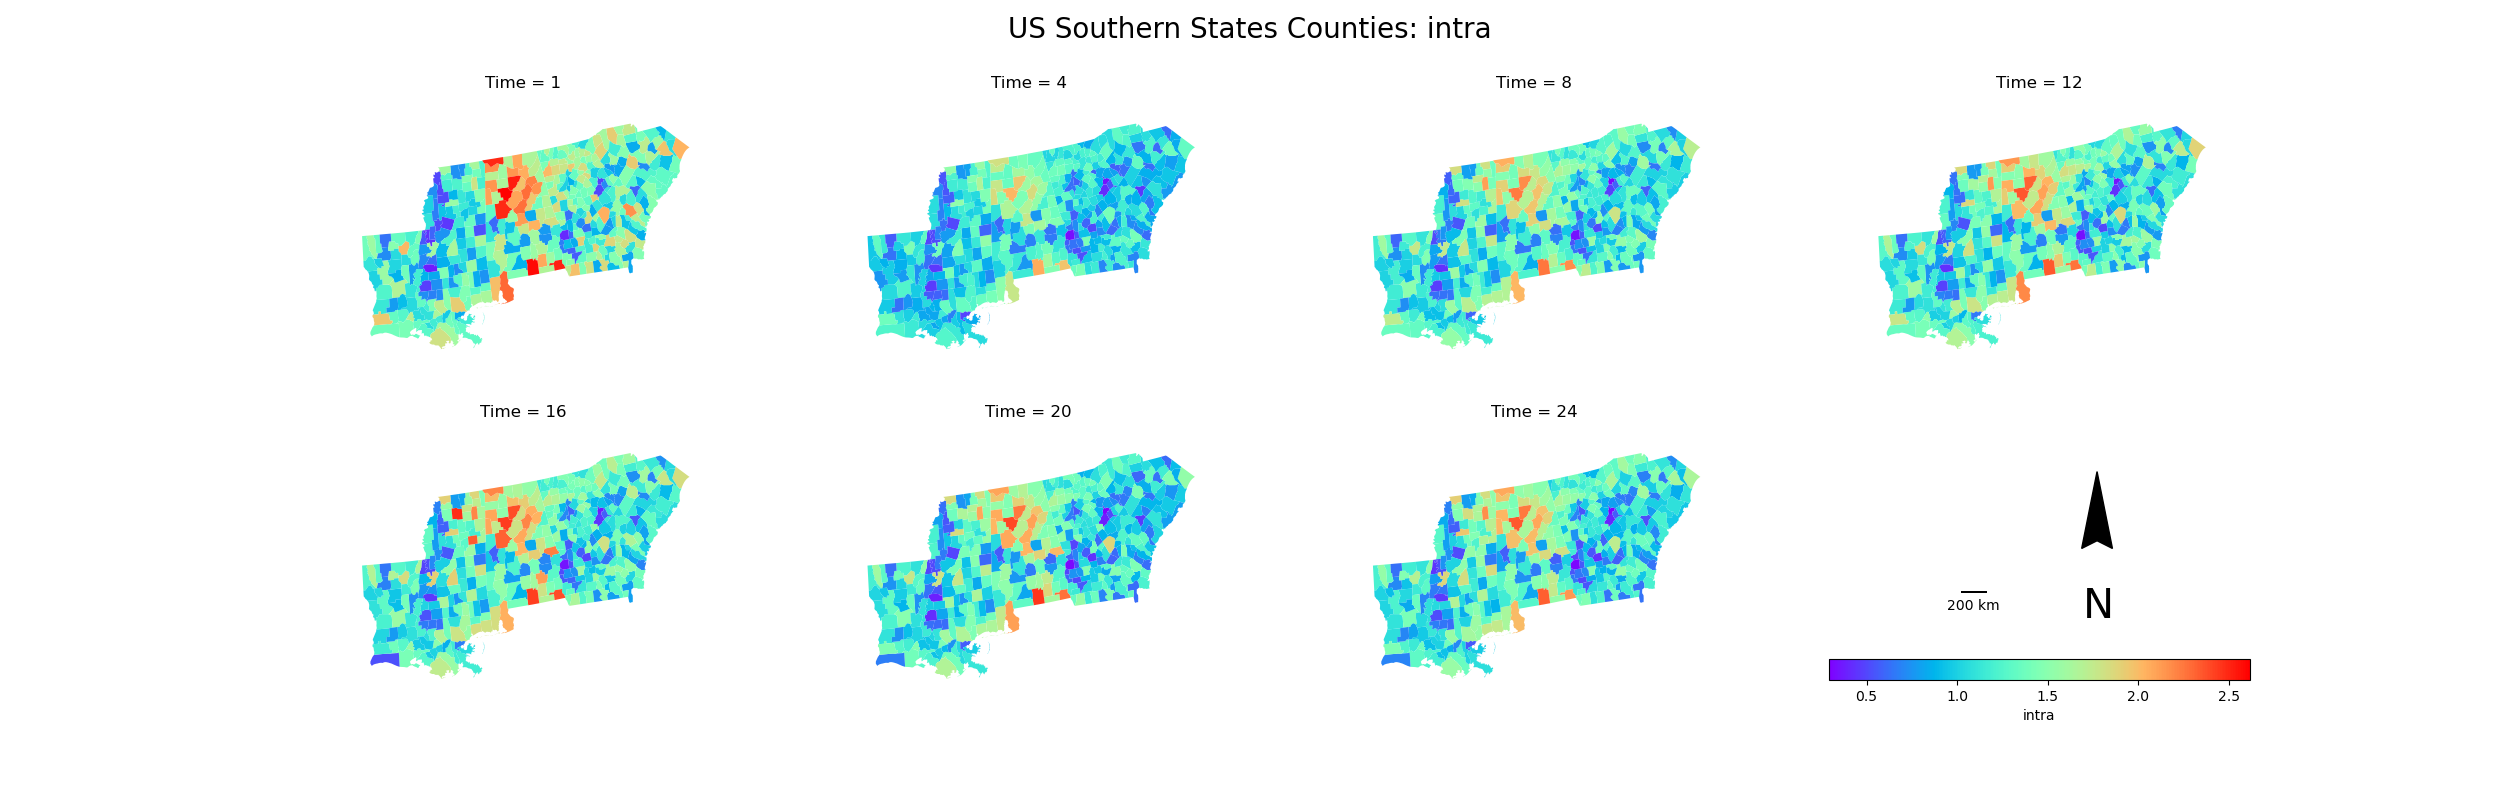 US Southern States Counties: intra
Time = 1
Time = 4
Time = 8
Time = 12
Time = 16
Time = 20
Time = 24
200 km
N
0.5 1.0 1.5 2.0 2.5
intra